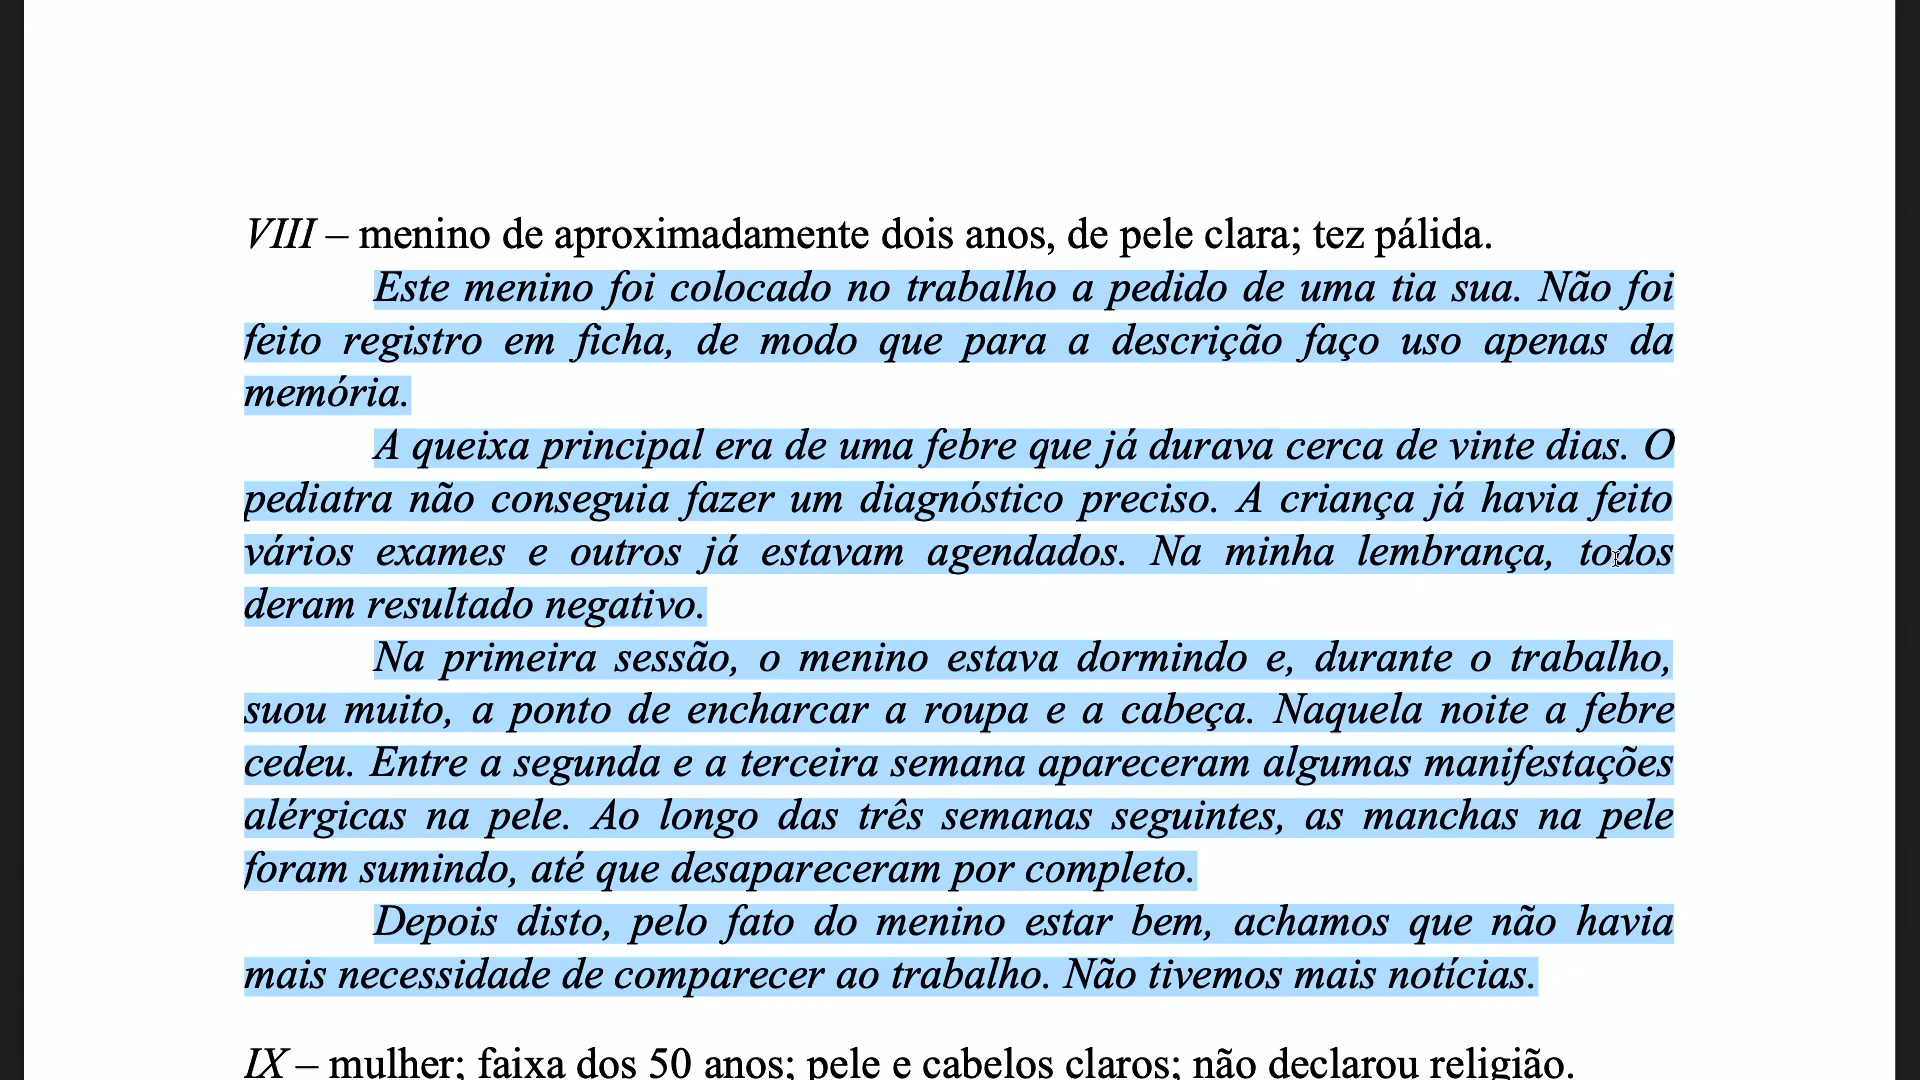 VIII – menino de aproximadamente dois anos, de pele clara; tez pálida.
Este menino foi colocado no trabalho a pedido de uma tia sua. Não foi
feito registro em ficha, de modo que para a descrição faço uso apenas da
memória.
A queixa principal era de uma febre que já durava cerca de vinte dias. O
pediatra não conseguia fazer um diagnóstico preciso. A criança já havia feito
vários exames e outros já estavam agendados. Na minha lembrança, todos
deram resultado negativo.
Na primeira sessão, o menino estava dormindo e, durante o trabalho,
suou muito, a ponto de encharcar a roupa e a cabeça. Naquela noite a febre
cedeu. Entre a segunda e a terceira semana apareceram algumas manifestações
alérgicas na pele. Ao longo das três semanas seguintes, as manchas na pele
foram sumindo, até que desapareceram por completo.
Depois disto, pelo fato do menino estar bem, achamos que não havia
mais necessidade de comparecer ao trabalho. Não tivemos mais notícias.
IX – mulher; faixa dos 50 anos; pele e cabelos claros; não declarou religião.